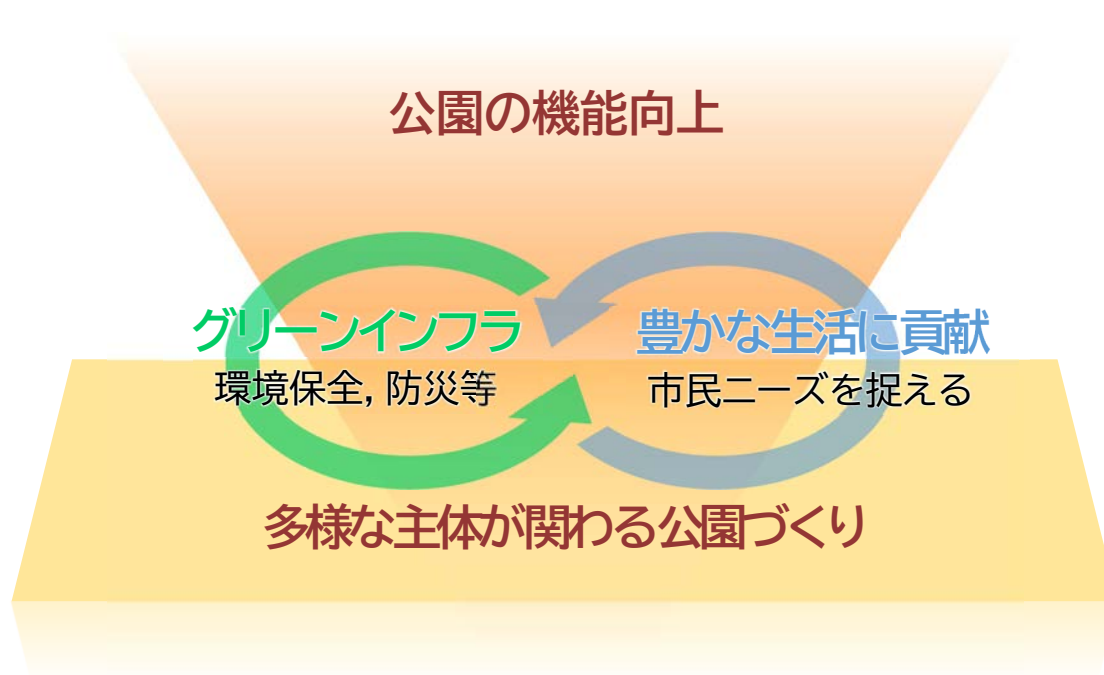 公園の機能向上
グリーンインフラ
環境保全, 防災等
豊かな生活に貢献
市民ニーズを捉える
多様な主体が関わる公園づくり